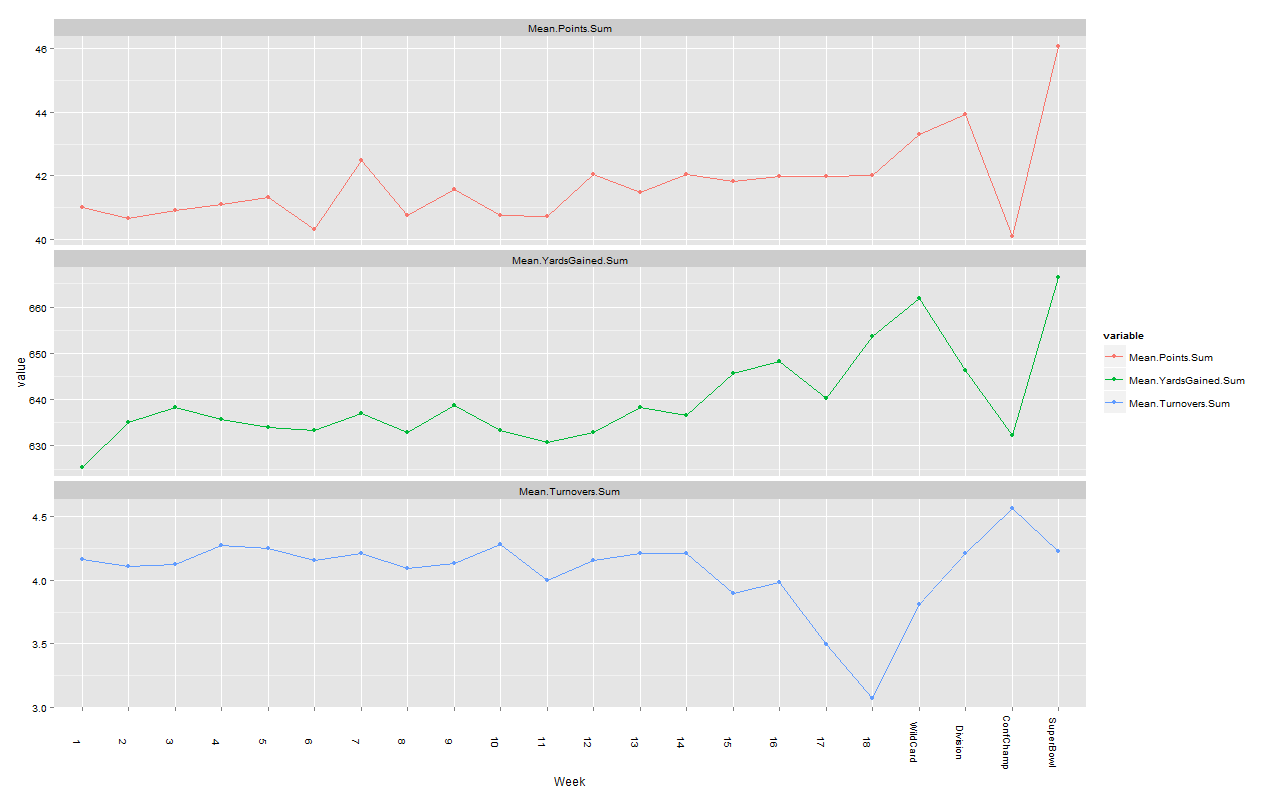 Mean.Points.Sum
46
44
42
40
Mean.YardsGained.Sum
660
650
640
630
Mean.Turnovers.Sum
4.5
4.0
3.5
3.0
value
1
2
3
4
5
6
7
8
9
10
11
12
13
14
15
16
17
18
WildCard
Division
ConfChamp
SuperBowl
Week
variable
Mean.Points.Sum
Mean.YardsGained.Sum
Mean.Turnovers.Sum